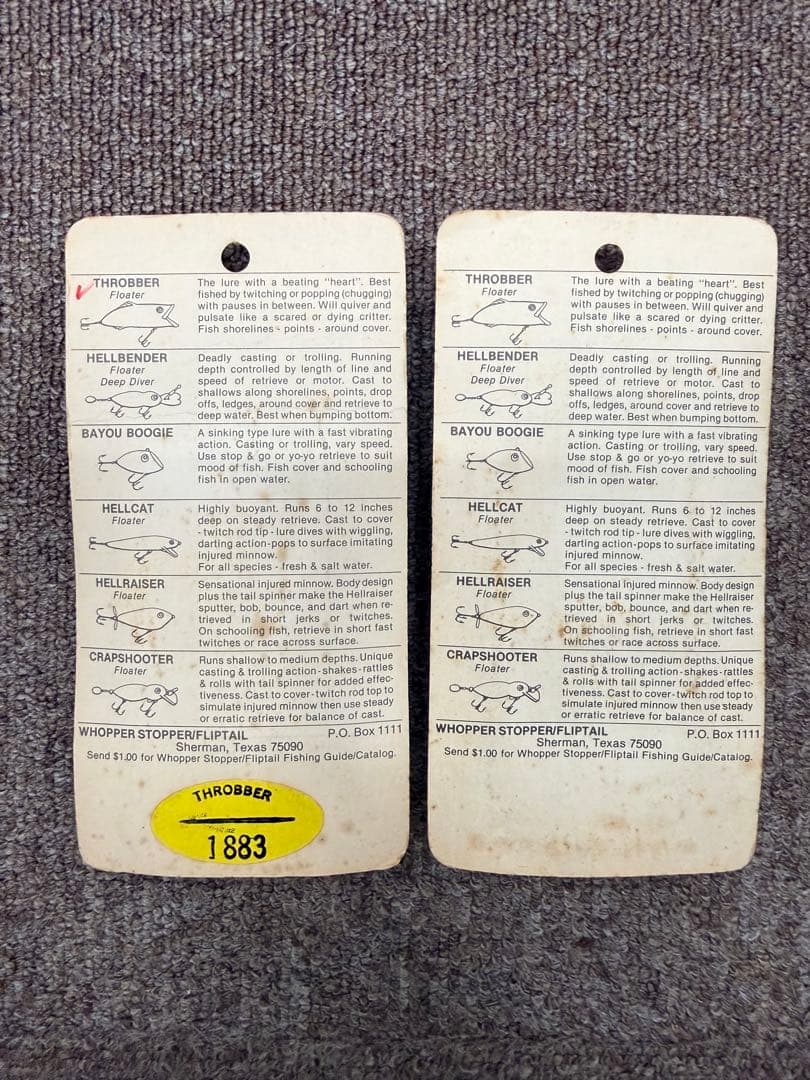 THROBBER
Floater
The lure with a beating "heart". Best
fished by twitching or popping (chugging)
with pauses in between. Will quiver and
pulsate like a scared or dying critter.
Fish shorelines - points - around cover.
HELLBENDER
Floater
Deep Diver
Deadly casting or trolling. Running
depth controlled by length of line and
speed of retrieve or motor. Cast to
shallows along shorelines, points, drop
offs, ledges, around cover and retrieve to
deep water. Best when bumping bottom.
BAYOU BOOGIE
A sinking type lure with a fast vibrating
action. Casting or trolling, vary speed.
Use stop & go or yo-yo retrieve to suit
mood of fish. Fish cover and schooling
fish in open water.
HELLCAT
Floater
Highly buoyant. Runs 6 to 12 inches
deep on steady retrieve. Cast to cover
- twitch rod tip - lure dives with wiggling,
darting action-pops to surface imitating
injured minnow.
For all species - fresh & salt water.
HELLRAISER
Floater
Sensational injured minnow. Body design
plus the tail spinner make the Hellraiser
sputter, bob, bounce, and dart when re-
trieved in short jerks or twitches.
On schooling fish, retrieve in short fast
twitches or race across surface.
CRAPSHOOTER
Floater
Runs shallow to medium depths. Unique
casting & trolling action-shakes-rattles
& rolls with tail spinner for added effec-
tiveness. Cast to cover-twitch rod top to
simulate injured minnow then use steady
or erratic retrieve for balance of cast.
WHOPPER STOPPER/FLIPTAIL P.O. Box 1111
Sherman, Texas 75090
Send $1.00 for Whopper Stopper/Fliptail Fishing Guide/Catalog.
THROBBER
1883
THROBBER
Floater
The lure with a beating "heart". Best
fished by twitching or popping (chugging)
with pauses in between. Will quiver and
pulsate like a scared or dying critter.
Fish shorelines - points - around cover.
HELLBENDER
Floater
Deep Diver
Deadly casting or trolling. Running
depth controlled by length of line and
speed of retrieve or motor. Cast to
shallows along shorelines, points, drop
offs, ledges, around cover and retrieve to
deep water. Best when bumping bottom.
BAYOU BOOGIE
A sinking type lure with a fast vibrating
action. Casting or trolling, vary speed.
Use stop & go or yo-yo retrieve to suit
mood of fish. Fish cover and schooling
fish in open water.
HELLCAT
Floater
Highly buoyant. Runs 6 to 12 inches
deep on steady retrieve. Cast to cover
- twitch rod tip - lure dives with wiggling,
darting action-pops to surface imitating
injured minnow.
For all species - fresh & salt water.
HELLRAISER
Floater
Sensational injured minnow. Body design
plus the tail spinner make the Hellraiser
sputter, bob, bounce, and dart when re-
trieved in short jerks or twitches.
On schooling fish, retrieve in short fast
twitches or race across surface.
CRAPSHOOTER
Floater
Runs shallow to medium depths. Unique
casting & trolling action-shakes-rattles
& rolls with tail spinner for added effec-
tiveness. Cast to cover-twitch rod top to
simulate injured minnow then use steady
or erratic retrieve for balance of cast.
WHOPPER STOPPER/FLIPTAIL P.O. Box 1111
Sherman, Texas 75090
Send $1.00 for Whopper Stopper/Fliptail Fishing Guide/Catalog.